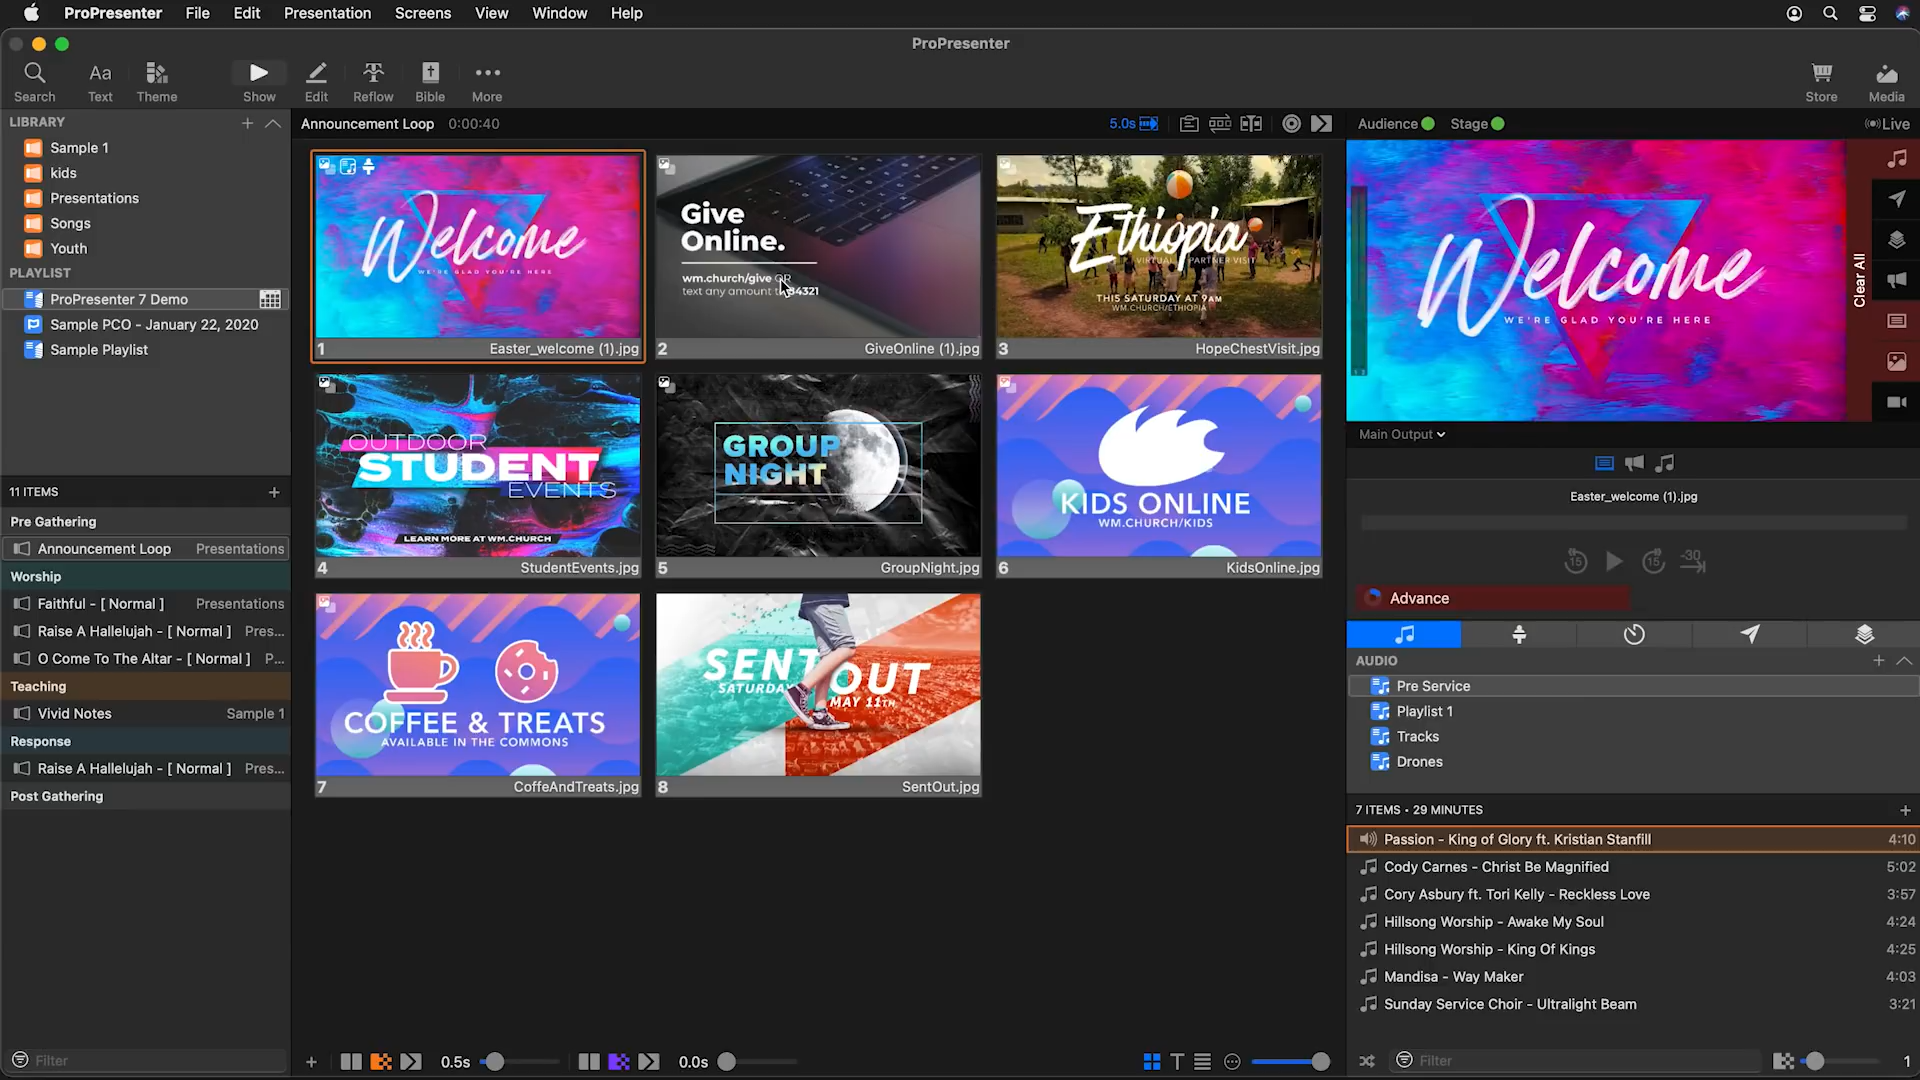 ProPresenter File Edit Presentation Screens View Window Help
ProPresenter
Search Text Theme Show Edit Reflow Bible More Store Media
LIBRARY
Sample 1
kids
Presentations
Songs
Youth
PLAYLIST
ProPresenter 7 Demo
Sample PCO - January 22, 2020
Sample Playlist
11 ITEMS
Pre Gathering
Announcement Loop Presentations
Worship
Faithful - [ Normal ] Presentations
Raise A Hallelujah - [ Normal ] Pres...
O Come To The Altar - [ Normal ] P...
Teaching
Vivid Notes Sample 1
Response
Raise A Hallelujah - [ Normal ] Pres...
Post Gathering
Filter
Announcement Loop 0:00:40 5.0s
Welcome
WE'RE GLAD YOU'RE HERE
1 Easter_welcome (1).jpg
Give
Online.
wm.church/give OR
text any amount 84321
2 GiveOnline (1).jpg
Ethiopia
VIRTUAL PARTNER VISIT
THIS SATURDAY AT 9AM
WM.CHURCH/ETHIOPIA
3 HopeChestVisit.jpg
OUTDOOR
STUDENT
EVENTS
LEARN MORE AT WM.CHURCH
4 StudentEvents.jpg
GROUP
NIGHT
5 GroupNight.jpg
KIDS ONLINE
WM.CHURCH/KIDS
6 KidsOnline.jpg
COFFEE & TREATS
AVAILABLE IN THE COMMONS
7 CoffeAndTreats.jpg
SENT OUT
SATURDAY MAY 11TH
8 SentOut.jpg
0.5s 0.0s
Audience Stage Live
Welcome
WE'RE GLAD YOU'RE HERE
Clear All
Main Output
Easter_welcome (1).jpg
15 15 -30
Advance
AUDIO
Pre Service
Playlist 1
Tracks
Drones
7 ITEMS • 29 MINUTES
Passion - King of Glory ft. Kristian Stanfill 4:10
Cody Carnes - Christ Be Magnified 5:02
Cory Asbury ft. Tori Kelly - Reckless Love 3:57
Hillsong Worship - Awake My Soul 4:24
Hillsong Worship - King Of Kings 4:25
Mandisa - Way Maker 4:03
Sunday Service Choir - Ultralight Beam 3:21
Filter 1